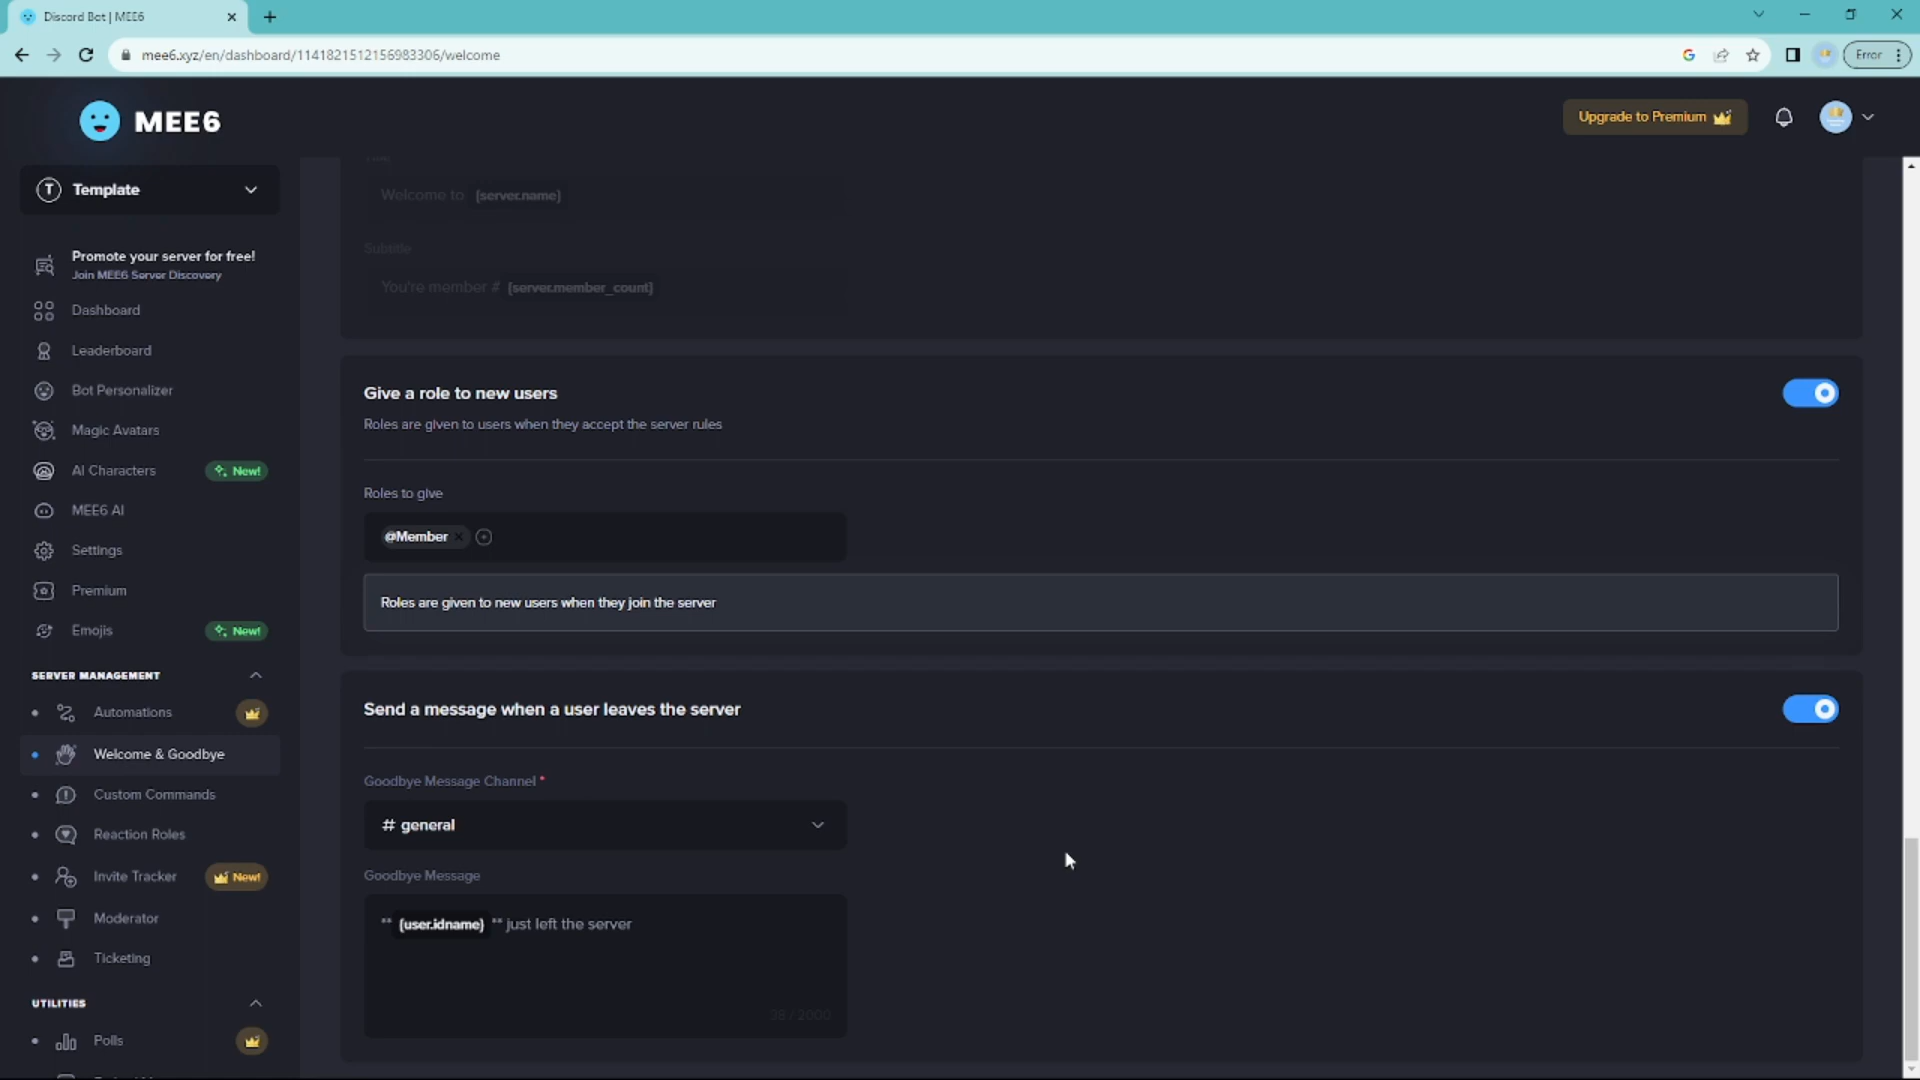 Discord Bot | MEE6
mee6.xyz/en/dashboard/1141821512156983306/welcome
Error
MEE6
Upgrade to Premium
Template
Promote your server for free!
Join MEE6 Server Discovery
Dashboard
Leaderboard
Bot Personalizer
Magic Avatars
AI Characters New!
MEE6 AI
Settings
Premium
Emojis New!
SERVER MANAGEMENT
Automations
Welcome & Goodbye
Custom Commands
Reaction Roles
Invite Tracker New!
Moderator
Ticketing
UTILITIES
Polls
Welcome to {server.name}
Subtitle
You're member # {server.member_count}
Give a role to new users
Roles are given to users when they accept the server rules
Roles to give
@Member
Roles are given to new users when they join the server
Send a message when a user leaves the server
Goodbye Message Channel *
# general
Goodbye Message
** {user.idname} ** just left the server
38 / 2000